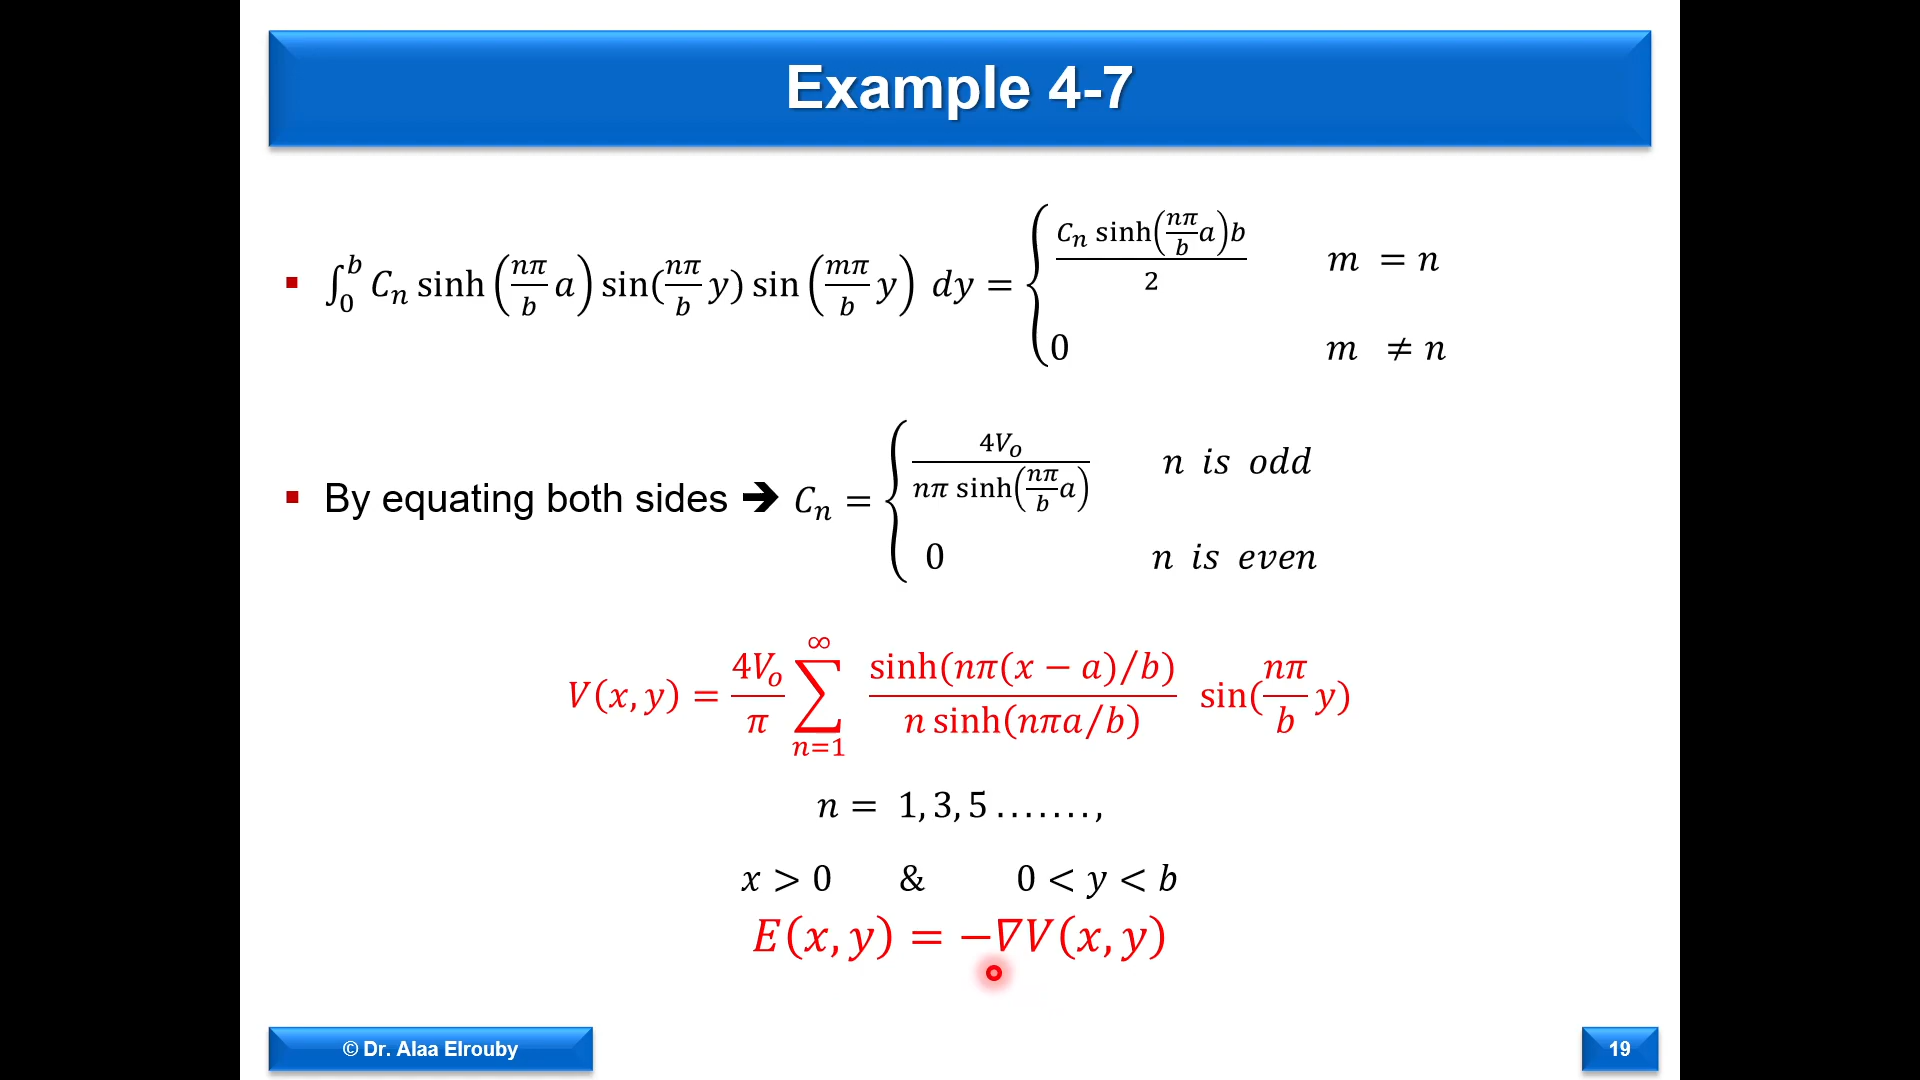 Example 4-7
▪ ∫₀ᵇ Cₙ sinh(nπ/b a) sin(nπ/b y) sin(mπ/b y) dy = { Cₙ sinh(nπ/b a)b / 2 m = n
0 m ≠ n
▪ By equating both sides ➔ Cₙ = { 4Vₒ / nπ sinh(nπ/b a) n is odd
0 n is even
V(x, y) = 4Vₒ/π ∑ₙ₌₁^∞ sinh(nπ(x − a)/b) / n sinh(nπa/b) sin(nπ/b y)
n = 1, 3, 5 . . . . . . . ,
x > 0 & 0 < y < b
E(x, y) = −∇V(x, y)
© Dr. Alaa Elrouby
19